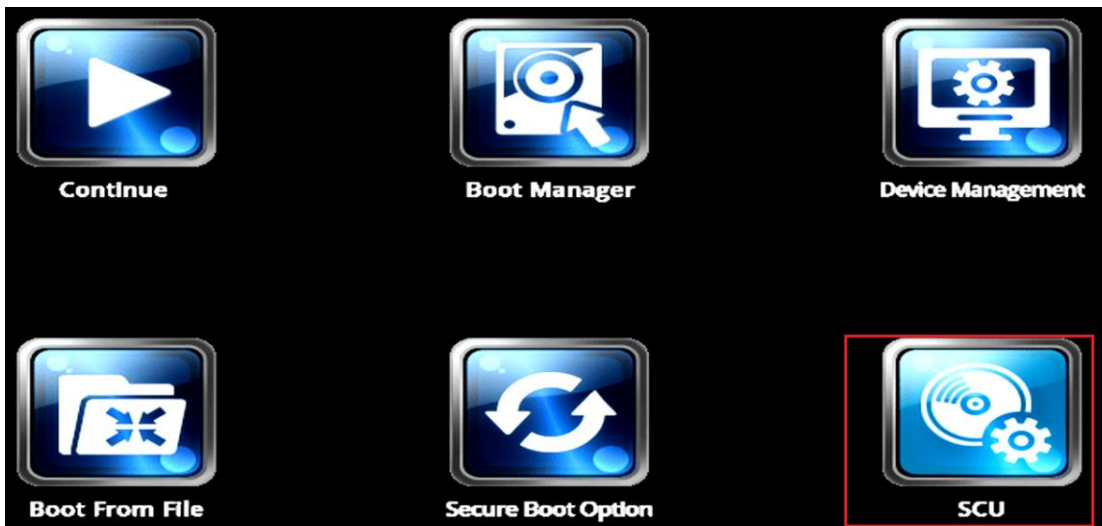 Continue
Boot Manager
Device Management
Boot From File
Secure Boot Option
SCU